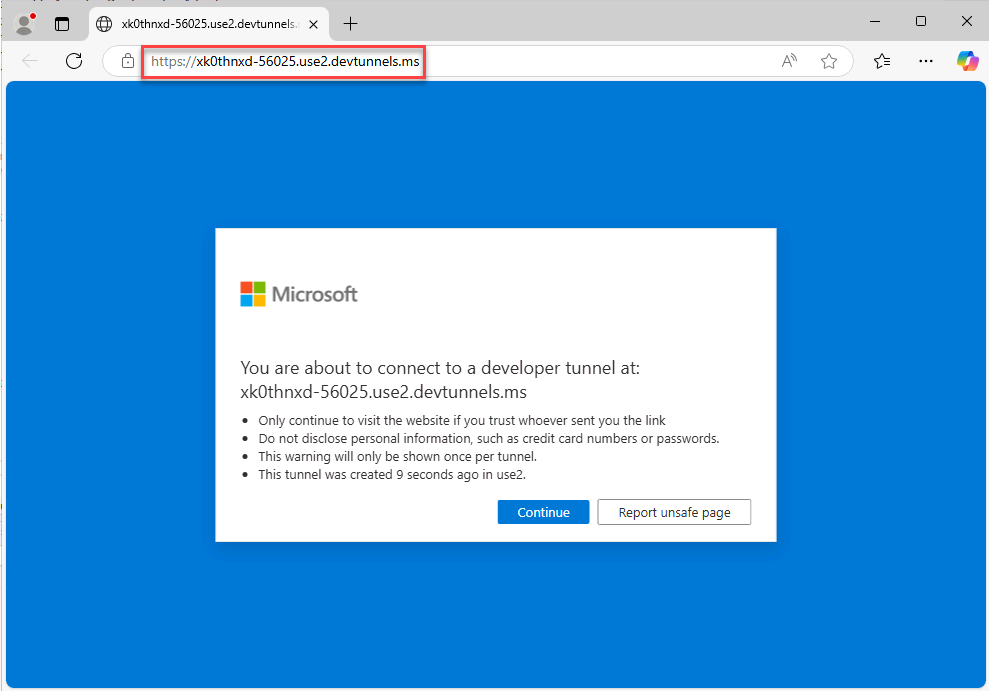 xk0thnxd-56025.use2.devtunnels.
https://xk0thnxd-56025.use2.devtunnels.ms
Microsoft
You are about to connect to a developer tunnel at:
xk0thnxd-56025.use2.devtunnels.ms
• Only continue to visit the website if you trust whoever sent you the link
• Do not disclose personal information, such as credit card numbers or passwords.
• This warning will only be shown once per tunnel.
• This tunnel was created 9 seconds ago in use2.
Continue Report unsafe page